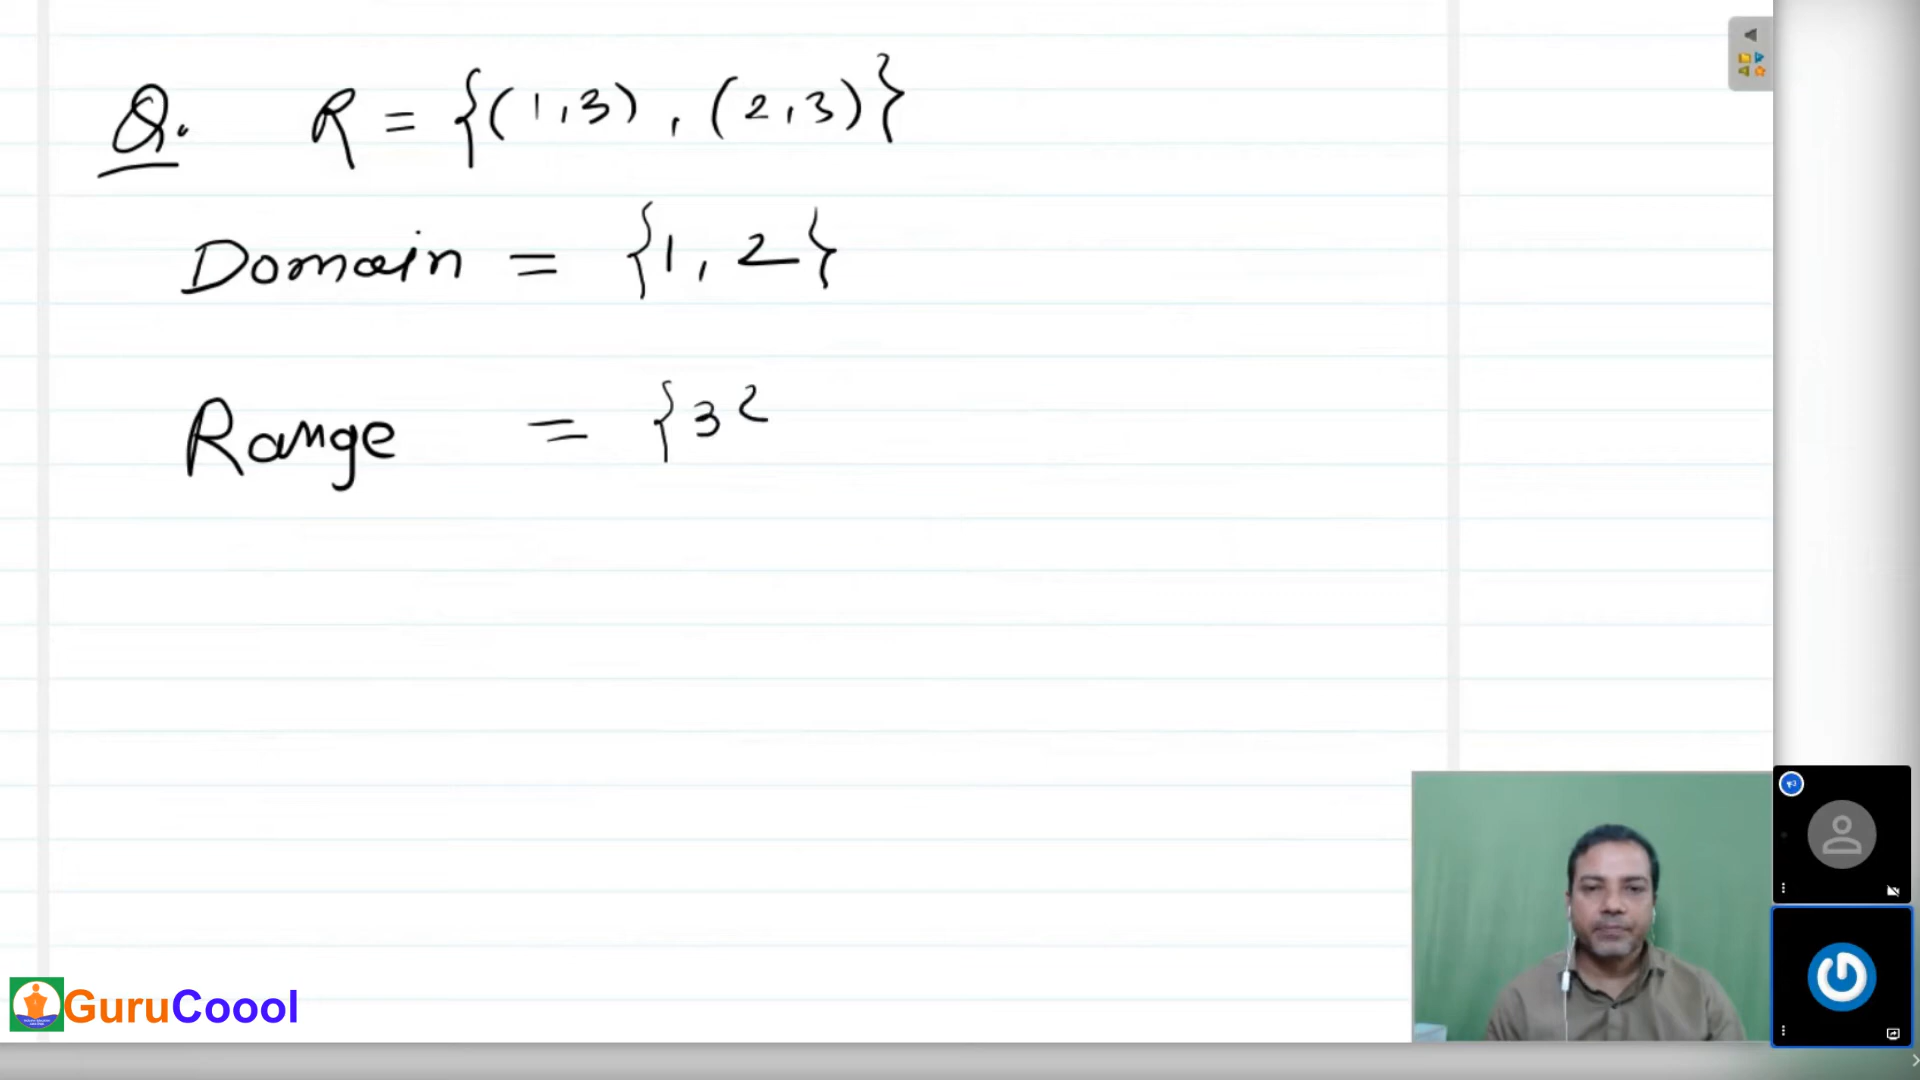 Q. R = {(1,3), (2,3)}
Domain = {1, 2}
Range = {3
GuruCoool